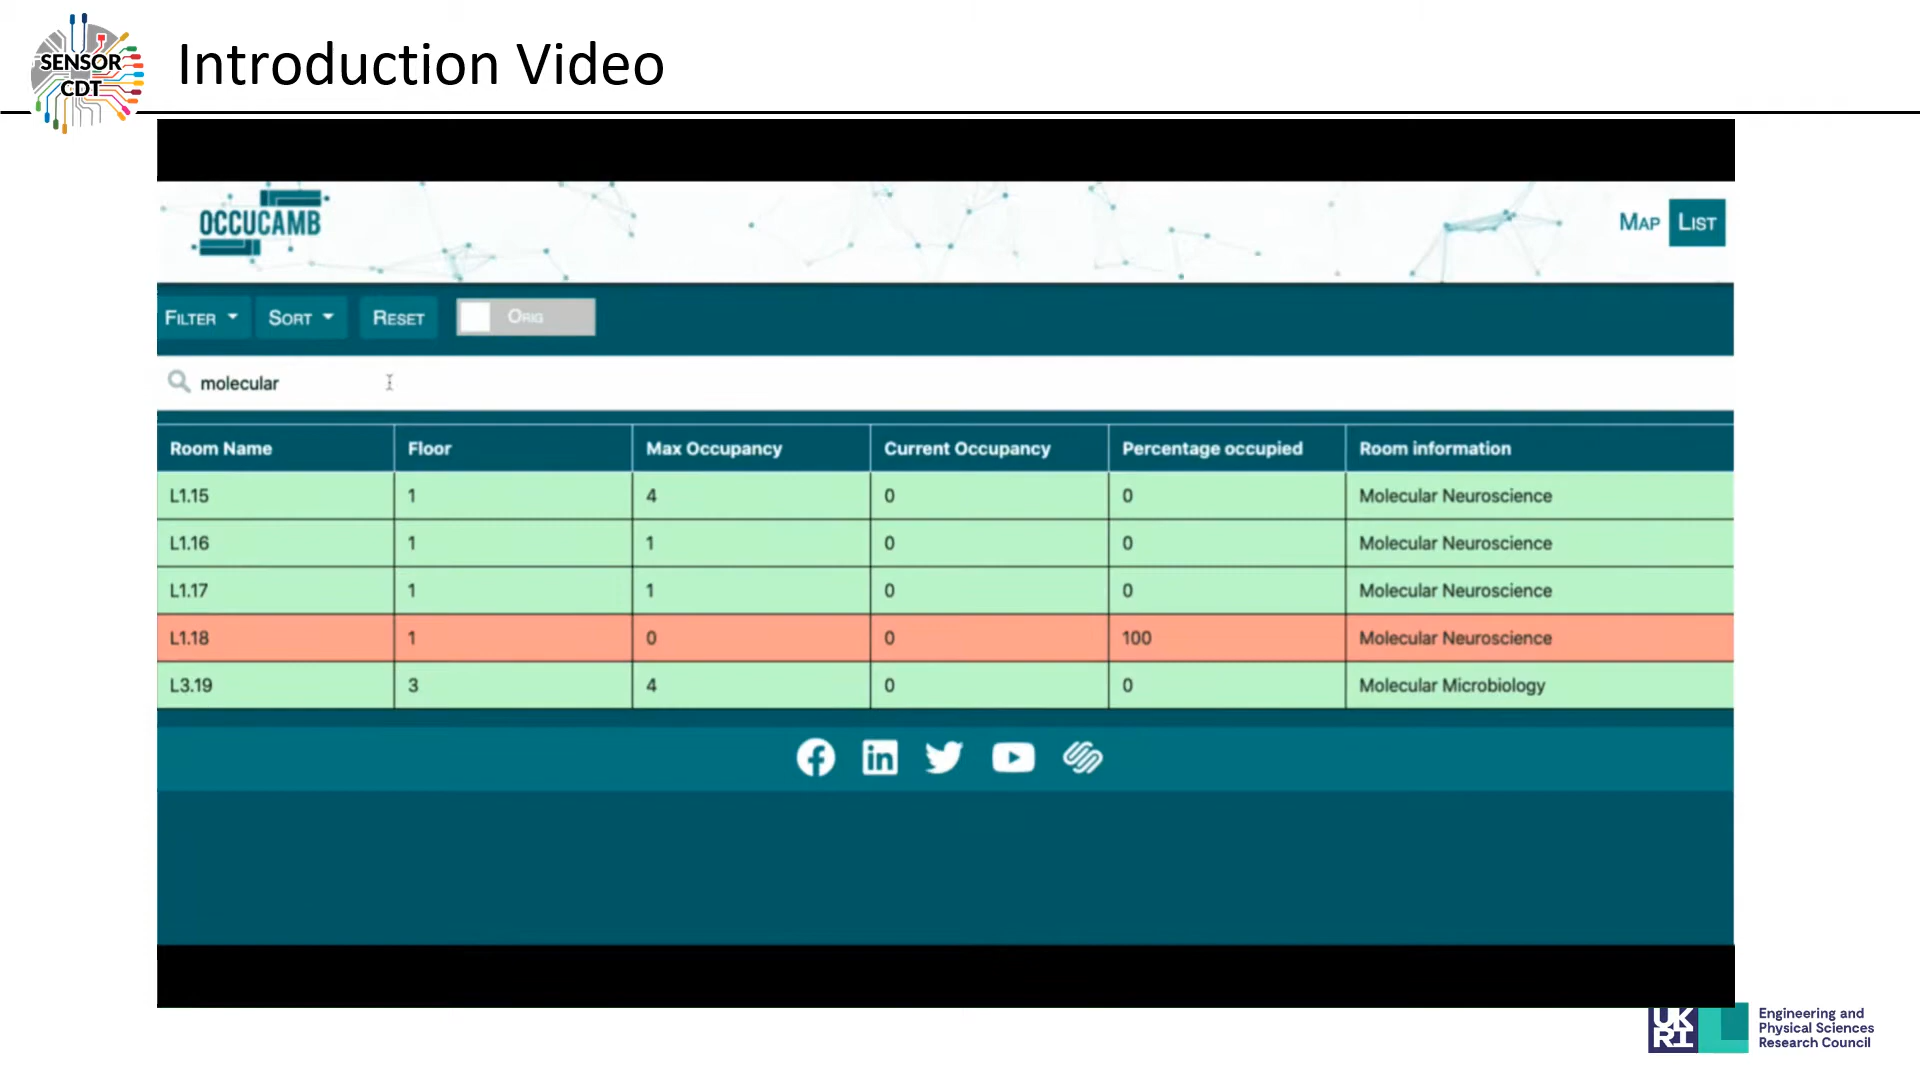 SENSOR
CDT
Introduction Video
OCCUCAMB
MAP LIST
FILTER SORT RESET ORIG
molecular
Room Name Floor Max Occupancy Current Occupancy Percentage occupied Room information
L1.15 1 4 0 0 Molecular Neuroscience
L1.16 1 1 0 0 Molecular Neuroscience
L1.17 1 1 0 0 Molecular Neuroscience
L1.18 1 0 0 100 Molecular Neuroscience
L3.19 3 4 0 0 Molecular Microbiology
in
UK
RI
Engineering and
Physical Sciences
Research Council